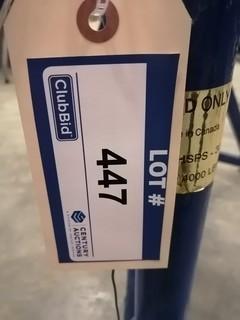 ClubBid
LOT #
447
CENTURY
AUCTIONS
D ONLY
in Canada
HSPS - 
4000 L